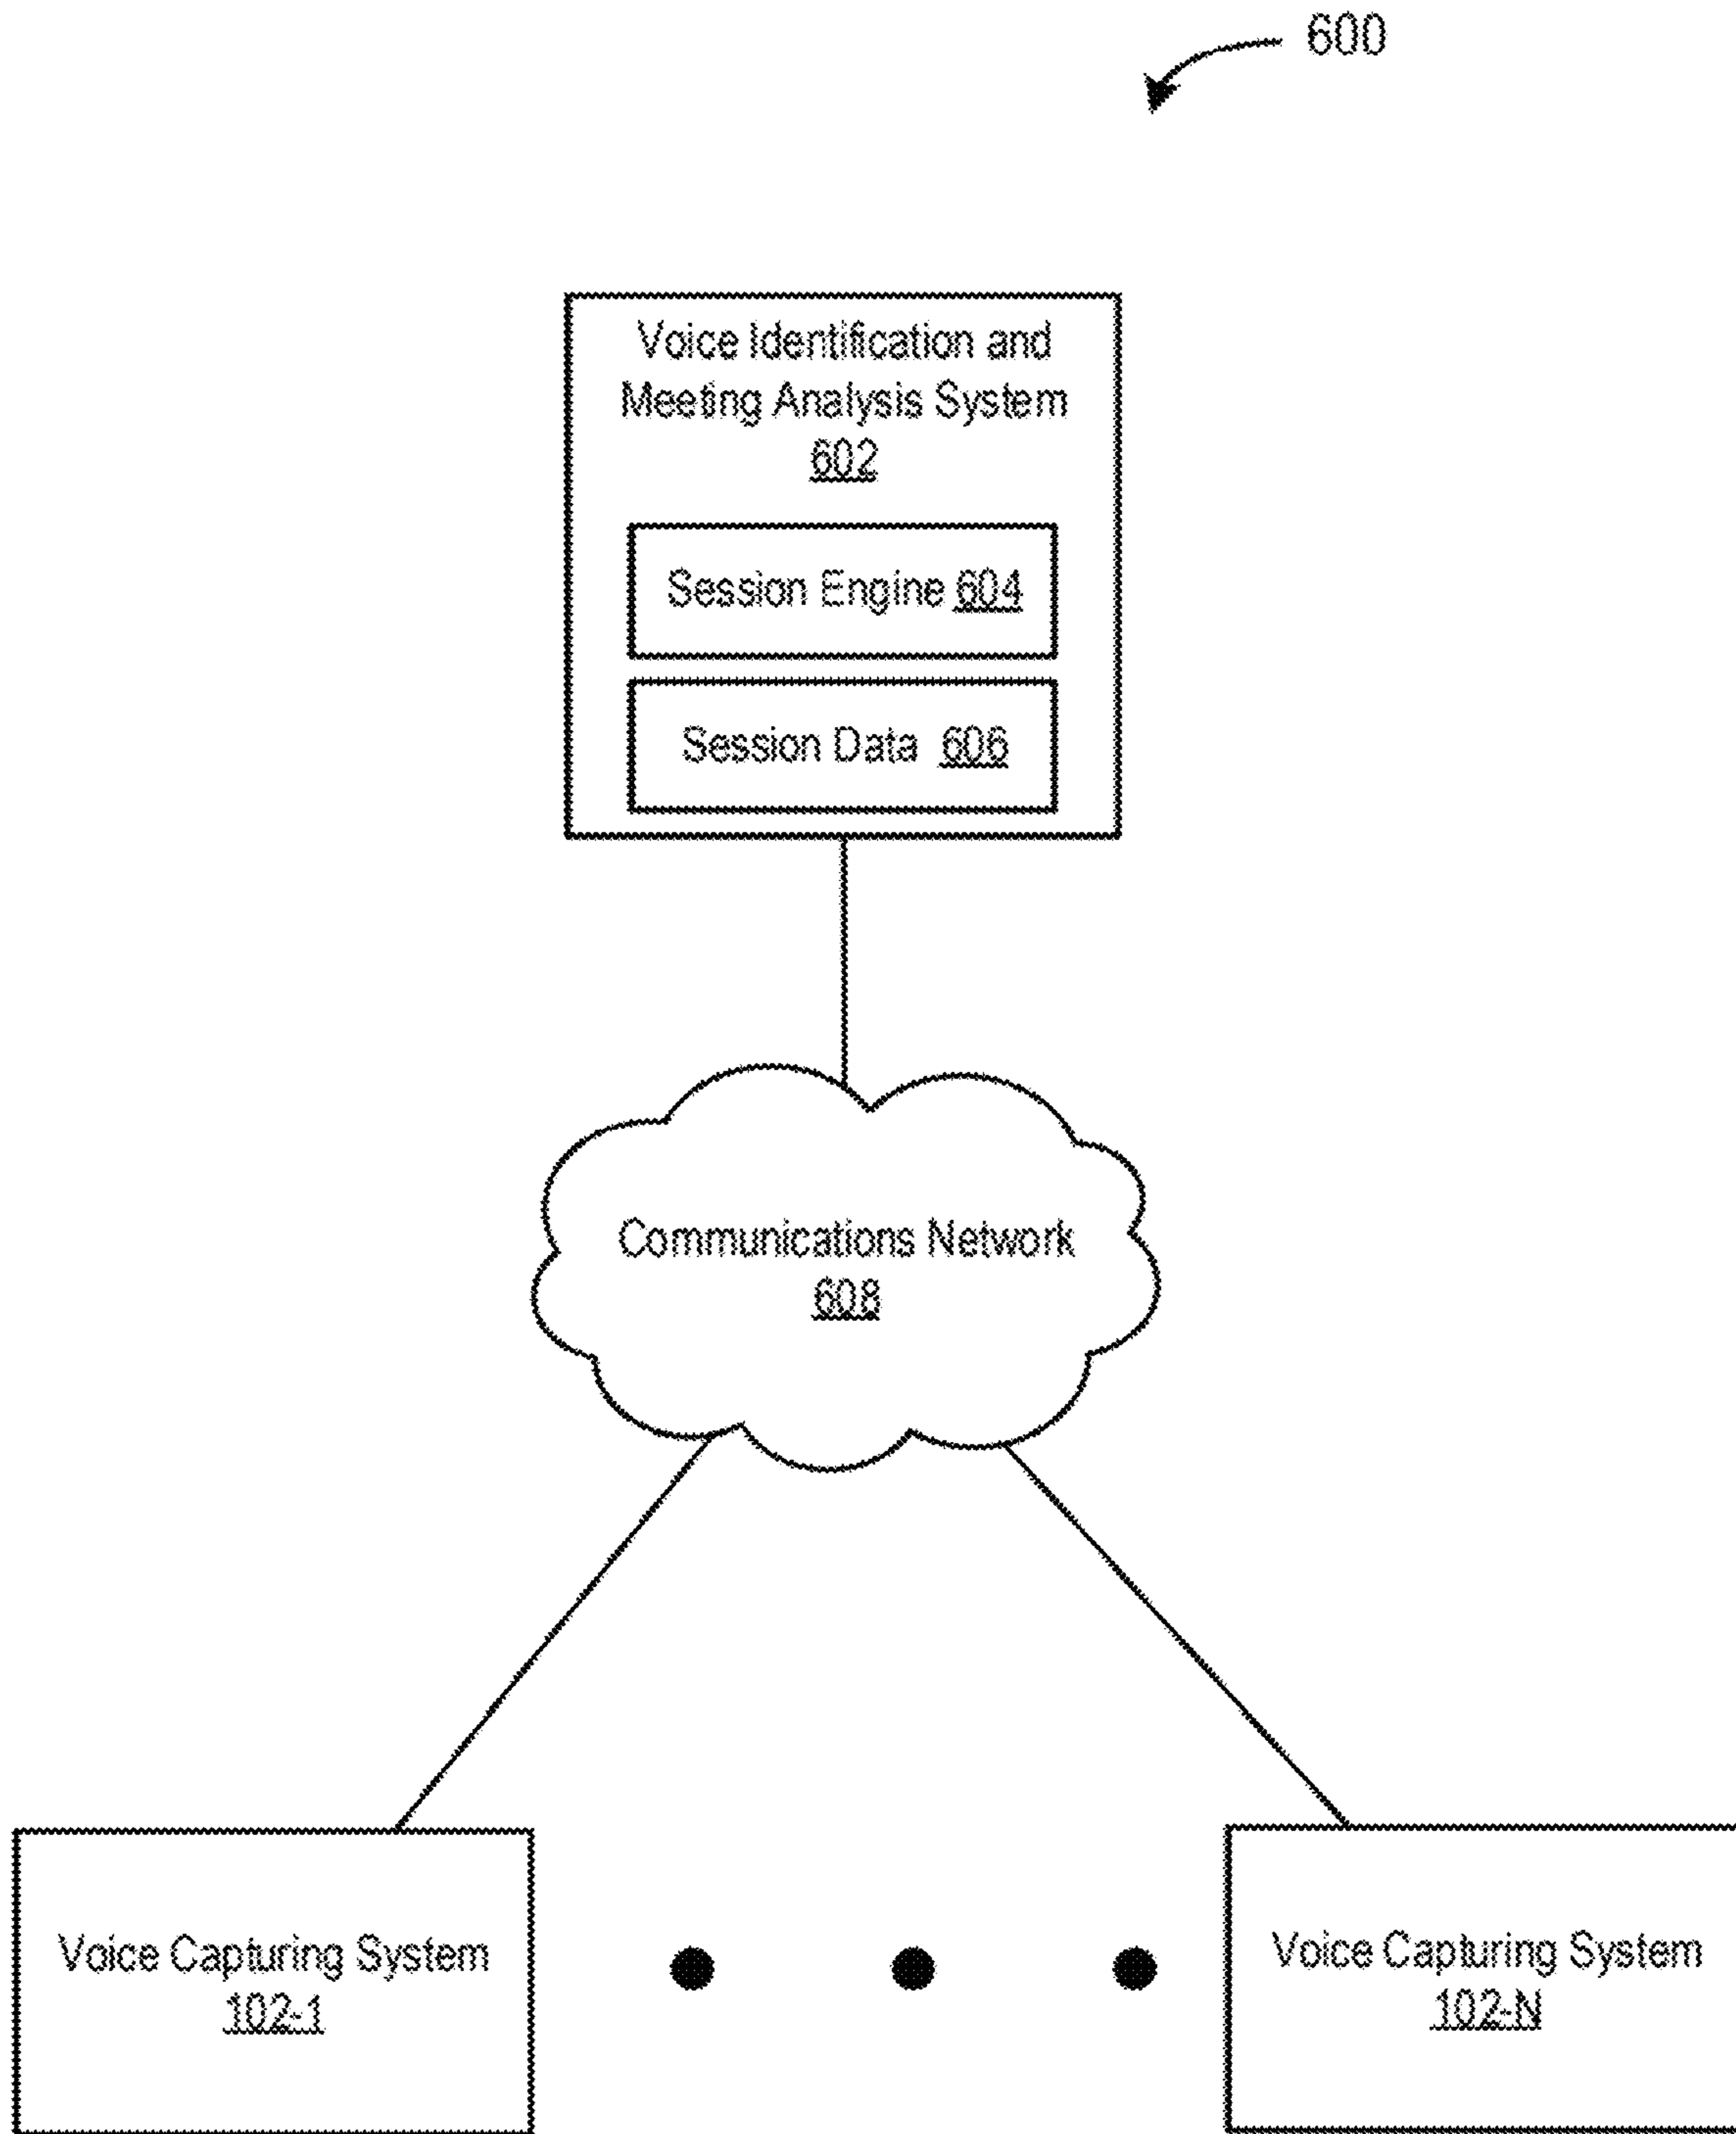 600
Voice Identification and
Meeting Analysis System
602
Session Engine 604
Session Data 606
Communications Network
608
Voice Capturing System
102-1
Voice Capturing System
102-N